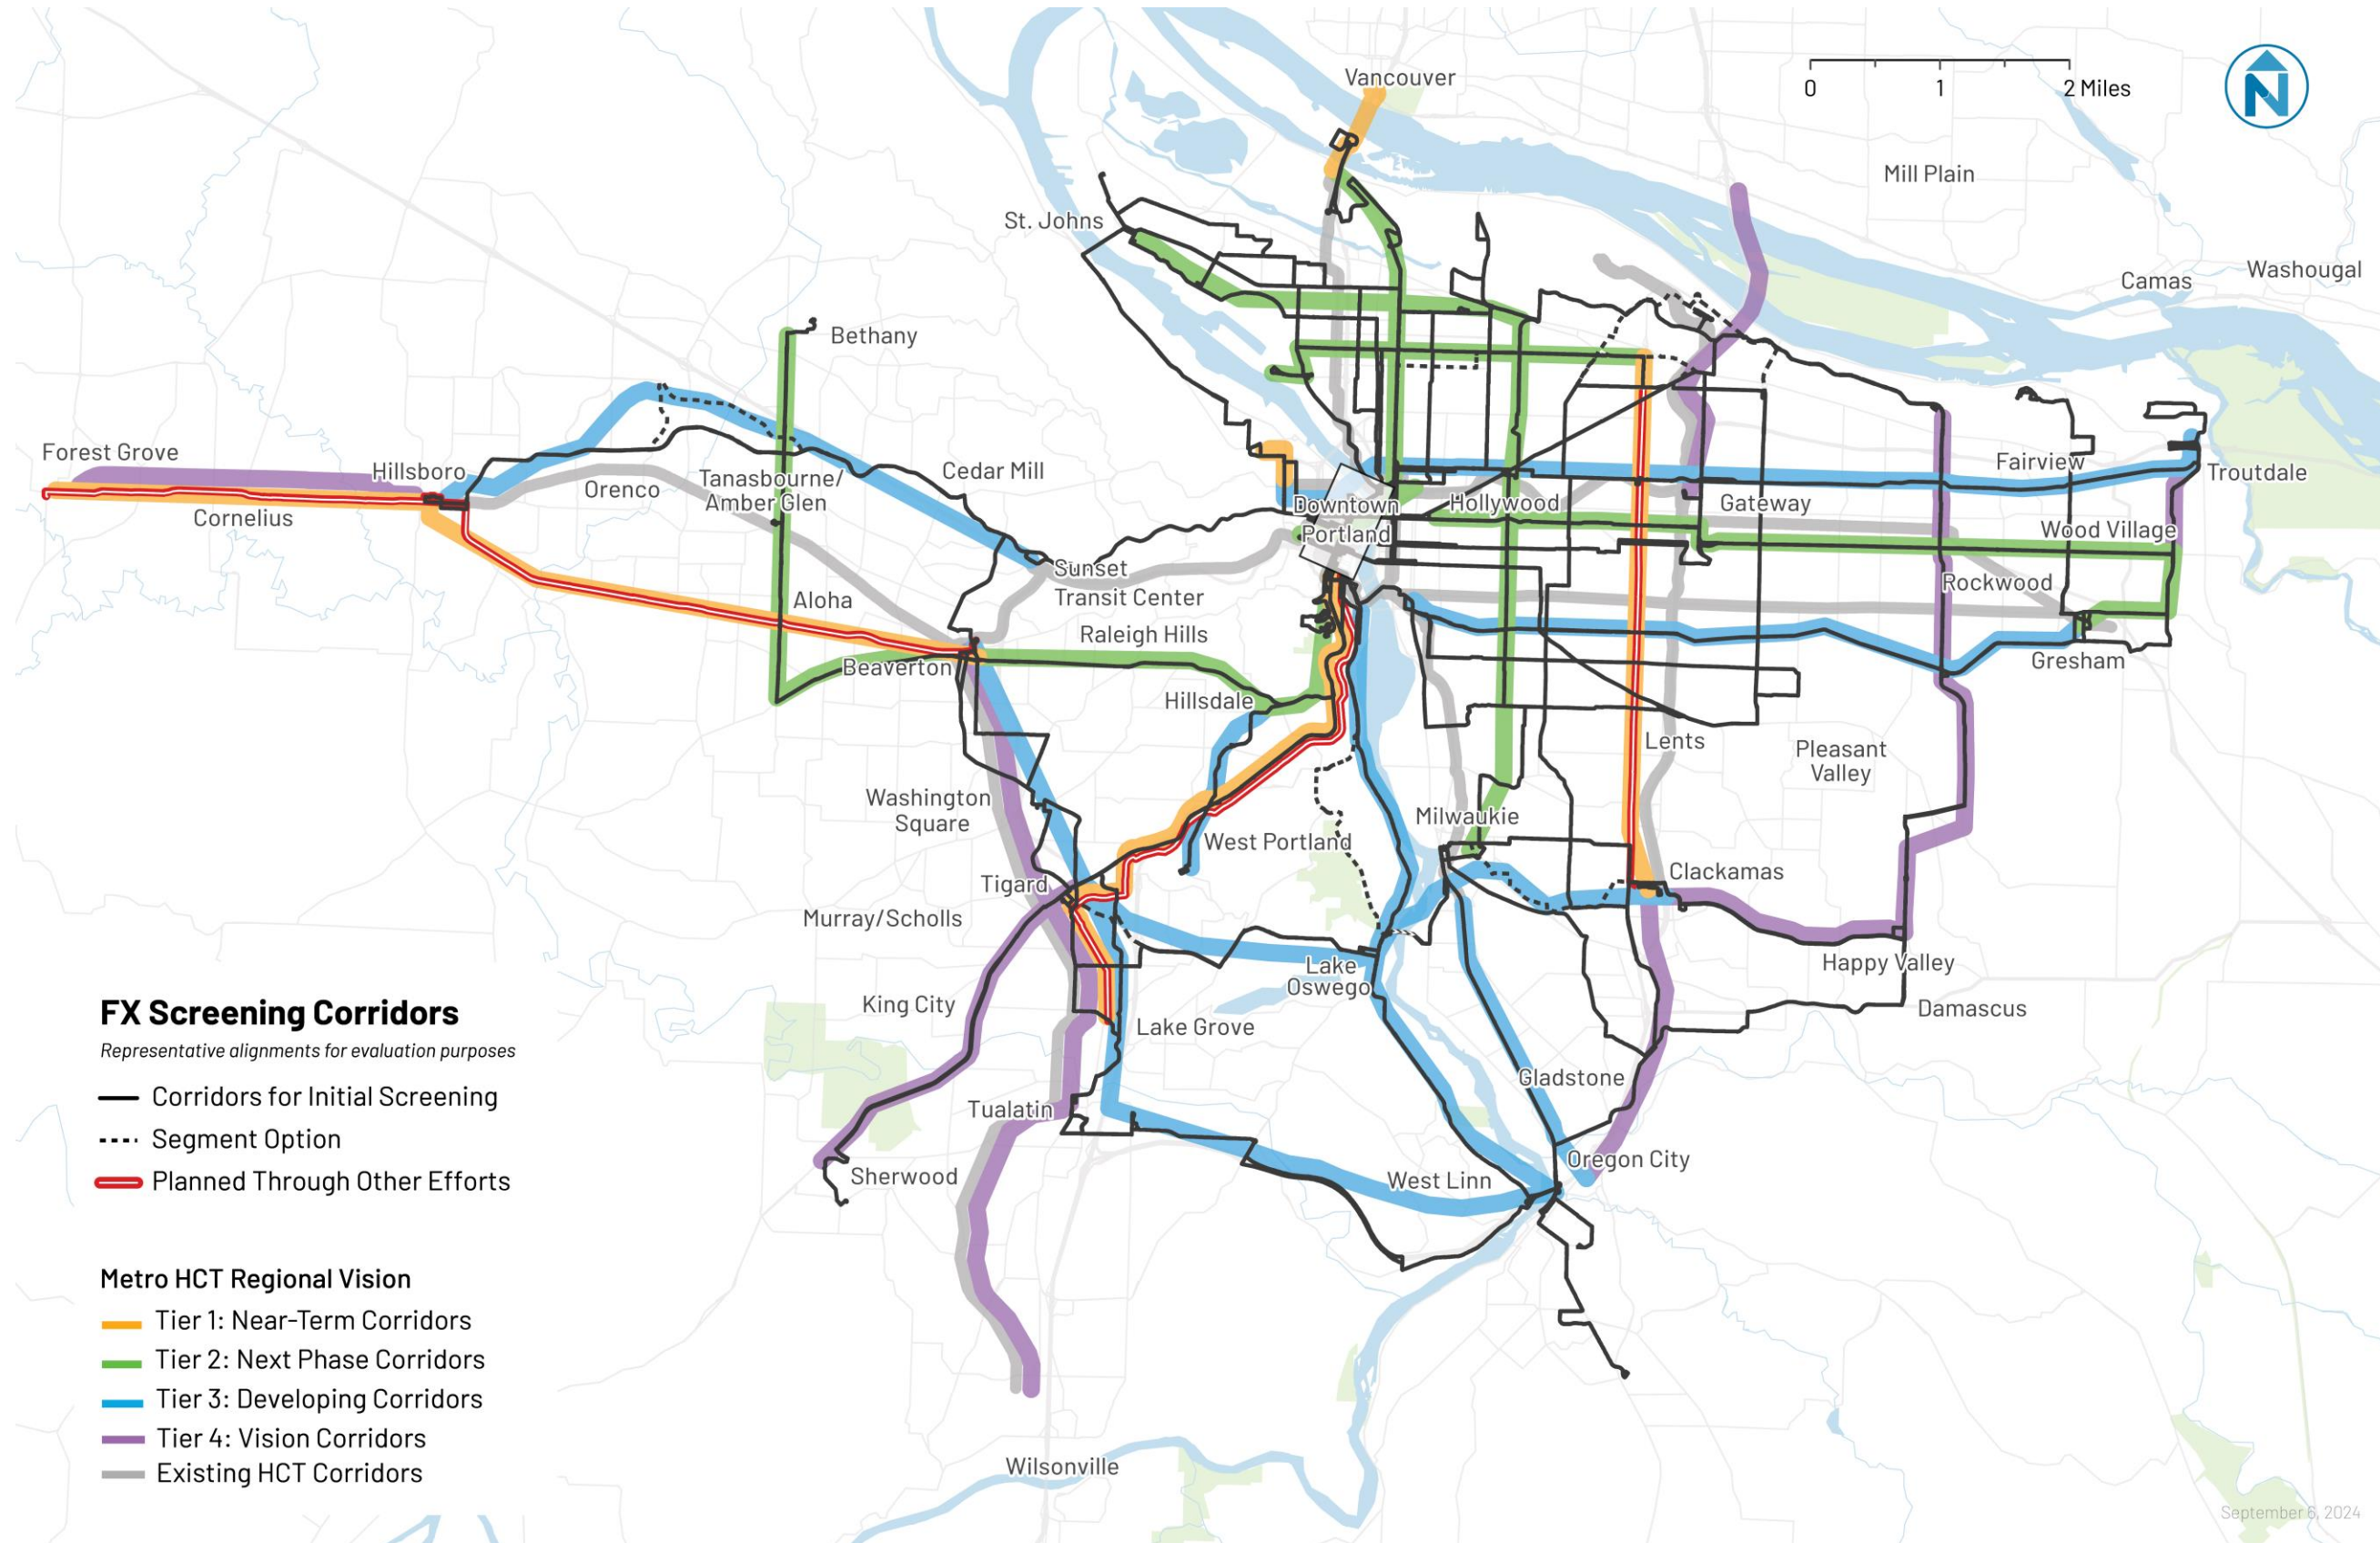 Vancouver
0
1
2 Miles
N
Mill Plain
St. Johns
Camas
Washougal
Bethany
Forest Grove
Hillsboro
Cornelius
Orenco
Tanasbourne/
Amber Glen
Cedar Mill
Downtown
Portland
Hollywood
Gateway
Fairview
Troutdale
Wood Village
Rockwood
Gresham
Sunset
Transit Center
Aloha
Raleigh Hills
Beaverton
Hillsdale
Lents
Pleasant
Valley
Washington
Square
Milwaukie
West Portland
Clackamas
Tigard
Murray/Scholls
Lake
Oswego
Happy Valley
Damascus
King City
Lake Grove
Gladstone
Tualatin
Oregon City
Sherwood
West Linn
Wilsonville
FX Screening Corridors
Representative alignments for evaluation purposes
Corridors for Initial Screening
Segment Option
Planned Through Other Efforts
Metro HCT Regional Vision
Tier 1: Near-Term Corridors
Tier 2: Next Phase Corridors
Tier 3: Developing Corridors
Tier 4: Vision Corridors
Existing HCT Corridors
September 6, 2024